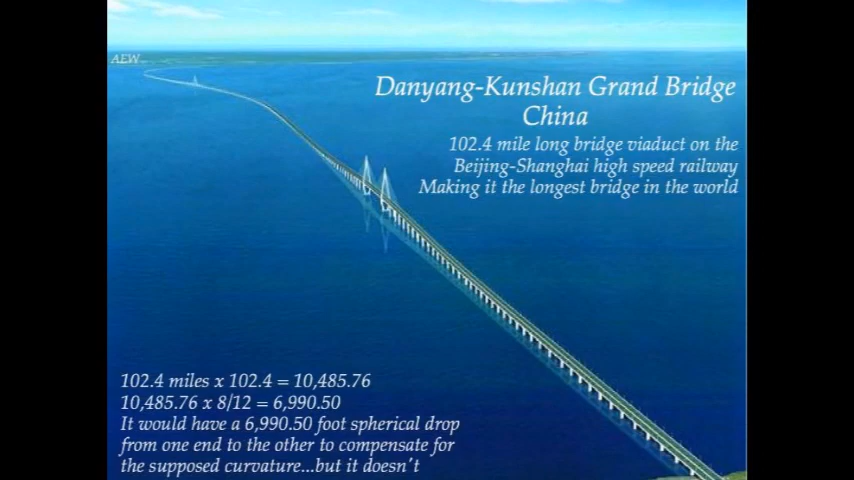 AEW
Danyang-Kunshan Grand Bridge
China
102.4 mile long bridge viaduct on the
Beijing-Shanghai high speed railway
Making it the longest bridge in the world
102.4 miles x 102.4 = 10,485.76
10,485.76 x 8/12 = 6,990.50
It would have a 6,990.50 foot spherical drop
from one end to the other to compensate for
the supposed curvature...but it doesn't